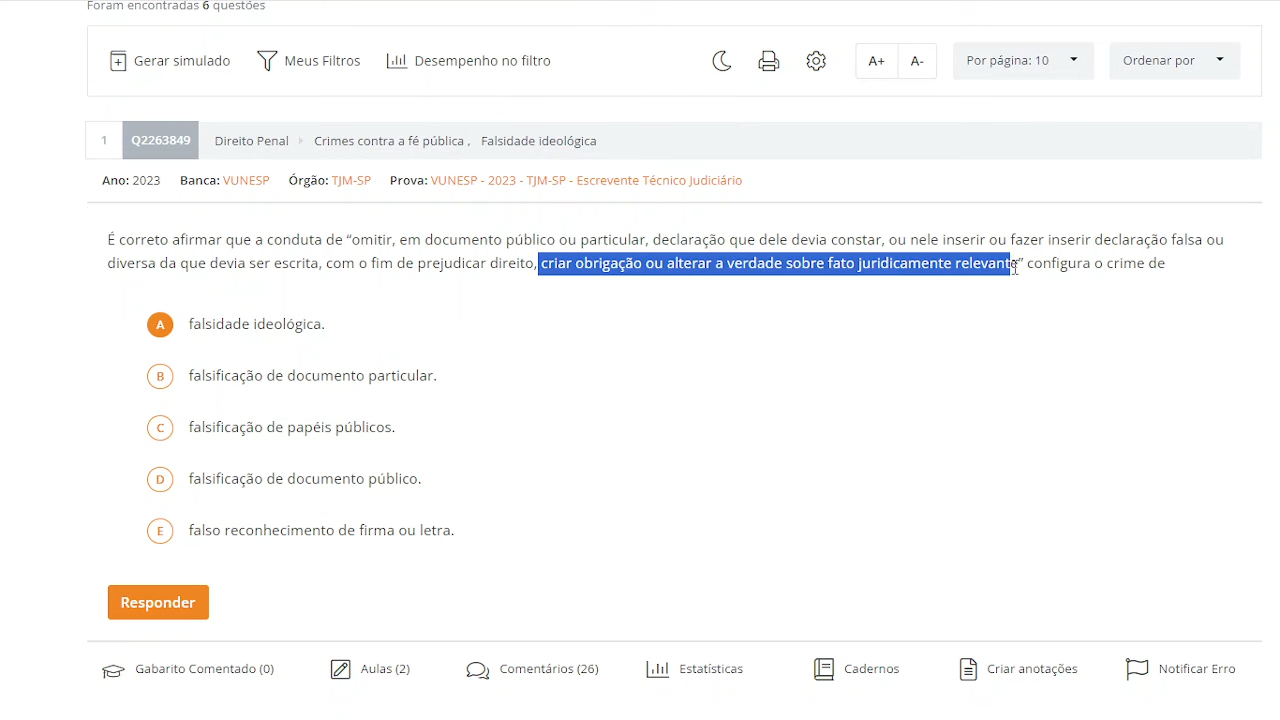 Foram encontradas 6 questões
Gerar simulado Meus Filtros Desempenho no filtro A+ A- Por página: 10 Ordenar por
1 Q2263849 Direito Penal Crimes contra a fé pública , Falsidade ideológica
Ano: 2023 Banca: VUNESP Órgão: TJM-SP Prova: VUNESP - 2023 - TJM-SP - Escrevente Técnico Judiciário
É correto afirmar que a conduta de “omitir, em documento público ou particular, declaração que dele devia constar, ou nele inserir ou fazer inserir declaração falsa ou
diversa da que devia ser escrita, com o fim de prejudicar direito, criar obrigação ou alterar a verdade sobre fato juridicamente relevante” configura o crime de
A falsidade ideológica.
B falsificação de documento particular.
C falsificação de papéis públicos.
D falsificação de documento público.
E falso reconhecimento de firma ou letra.
Responder
Gabarito Comentado (0) Aulas (2) Comentários (26) Estatísticas Cadernos Criar anotações Notificar Erro